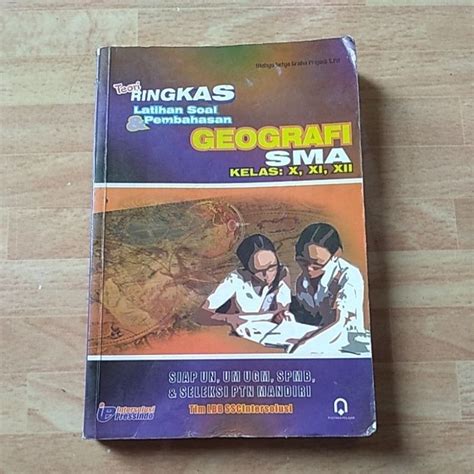 Teori
RINGKAS
Latihan Soal
& Pembahasan
GEOGRAFI
SMA
KELAS: X, XI, XII
SIAP UN, UM UGM, SPMB,
& SELEKSI PTN MANDIRI
Tim LBB SSCIntersolusi
Intersolusi
Pressindo